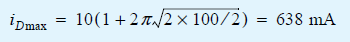 i_Dmax = 10(1 + 2π√(2 × 100/2)) = 638 mA